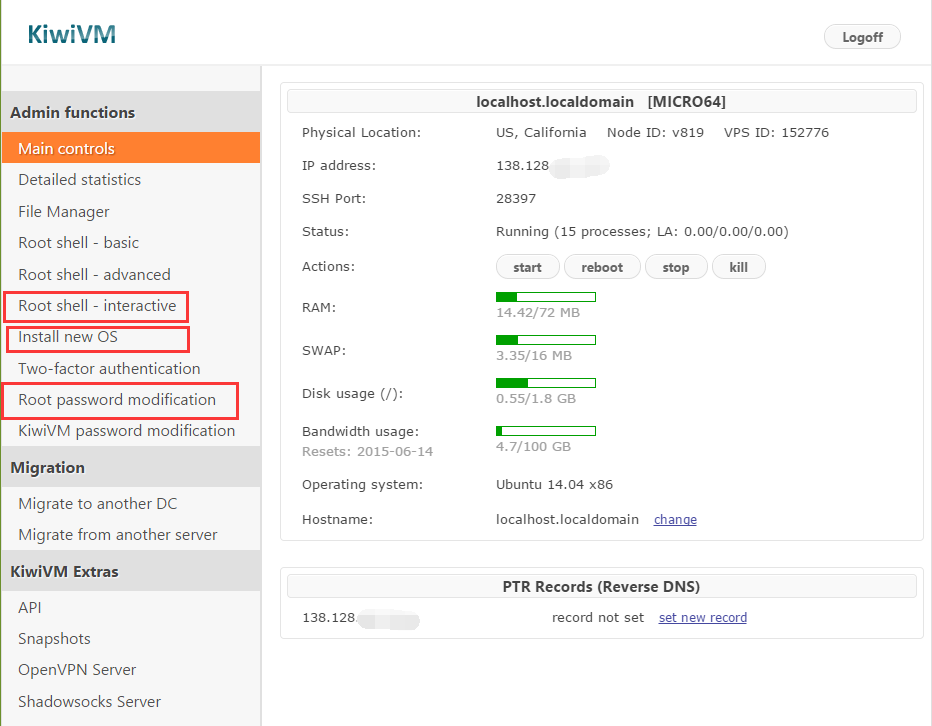 KiwiVM
Logoff
Admin functions
Main controls
Detailed statistics
File Manager
Root shell - basic
Root shell - advanced
Root shell - interactive
Install new OS
Two-factor authentication
Root password modification
KiwiVM password modification
Migration
Migrate to another DC
Migrate from another server
KiwiVM Extras
API
Snapshots
OpenVPN Server
Shadowsocks Server
localhost.localdomain [MICRO64]
Physical Location: US, California Node ID: v819 VPS ID: 152776
IP address: 138.128
SSH Port: 28397
Status: Running (15 processes; LA: 0.00/0.00/0.00)
Actions: start reboot stop kill
RAM:
14.42/72 MB
SWAP:
3.35/16 MB
Disk usage (/):
0.55/1.8 GB
Bandwidth usage:
Resets: 2015-06-14 4.7/100 GB
Operating system: Ubuntu 14.04 x86
Hostname: localhost.localdomain change
PTR Records (Reverse DNS)
138.128. record not set set new record